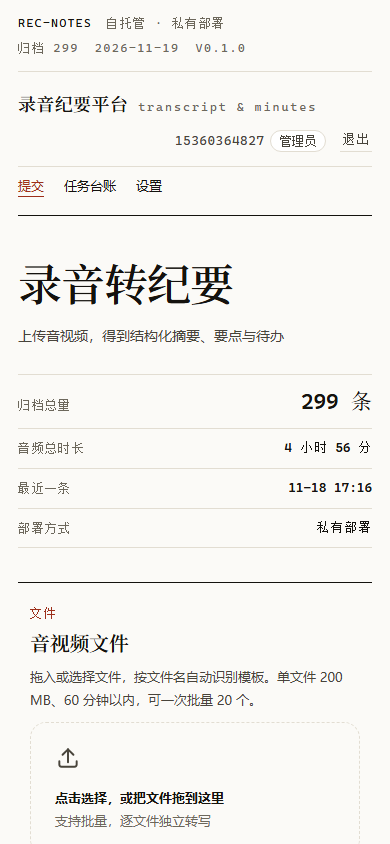 REC-NOTES 自托管 · 私有部署
归档 299 2026-11-19 V0.1.0
录音纪要平台 transcript & minutes
15360364827 管理员 退出
提交 任务台账 设置
录音转纪要
上传音视频，得到结构化摘要、要点与待办
归档总量 299 条
音频总时长 4 小时 56 分
最近一条 11-18 17:16
部署方式 私有部署
文件
音视频文件
拖入或选择文件，按文件名自动识别模板。单文件 200
MB、60 分钟以内，可一次批量 20 个。
点击选择，或把文件拖到这里
支持批量，逐文件独立转写